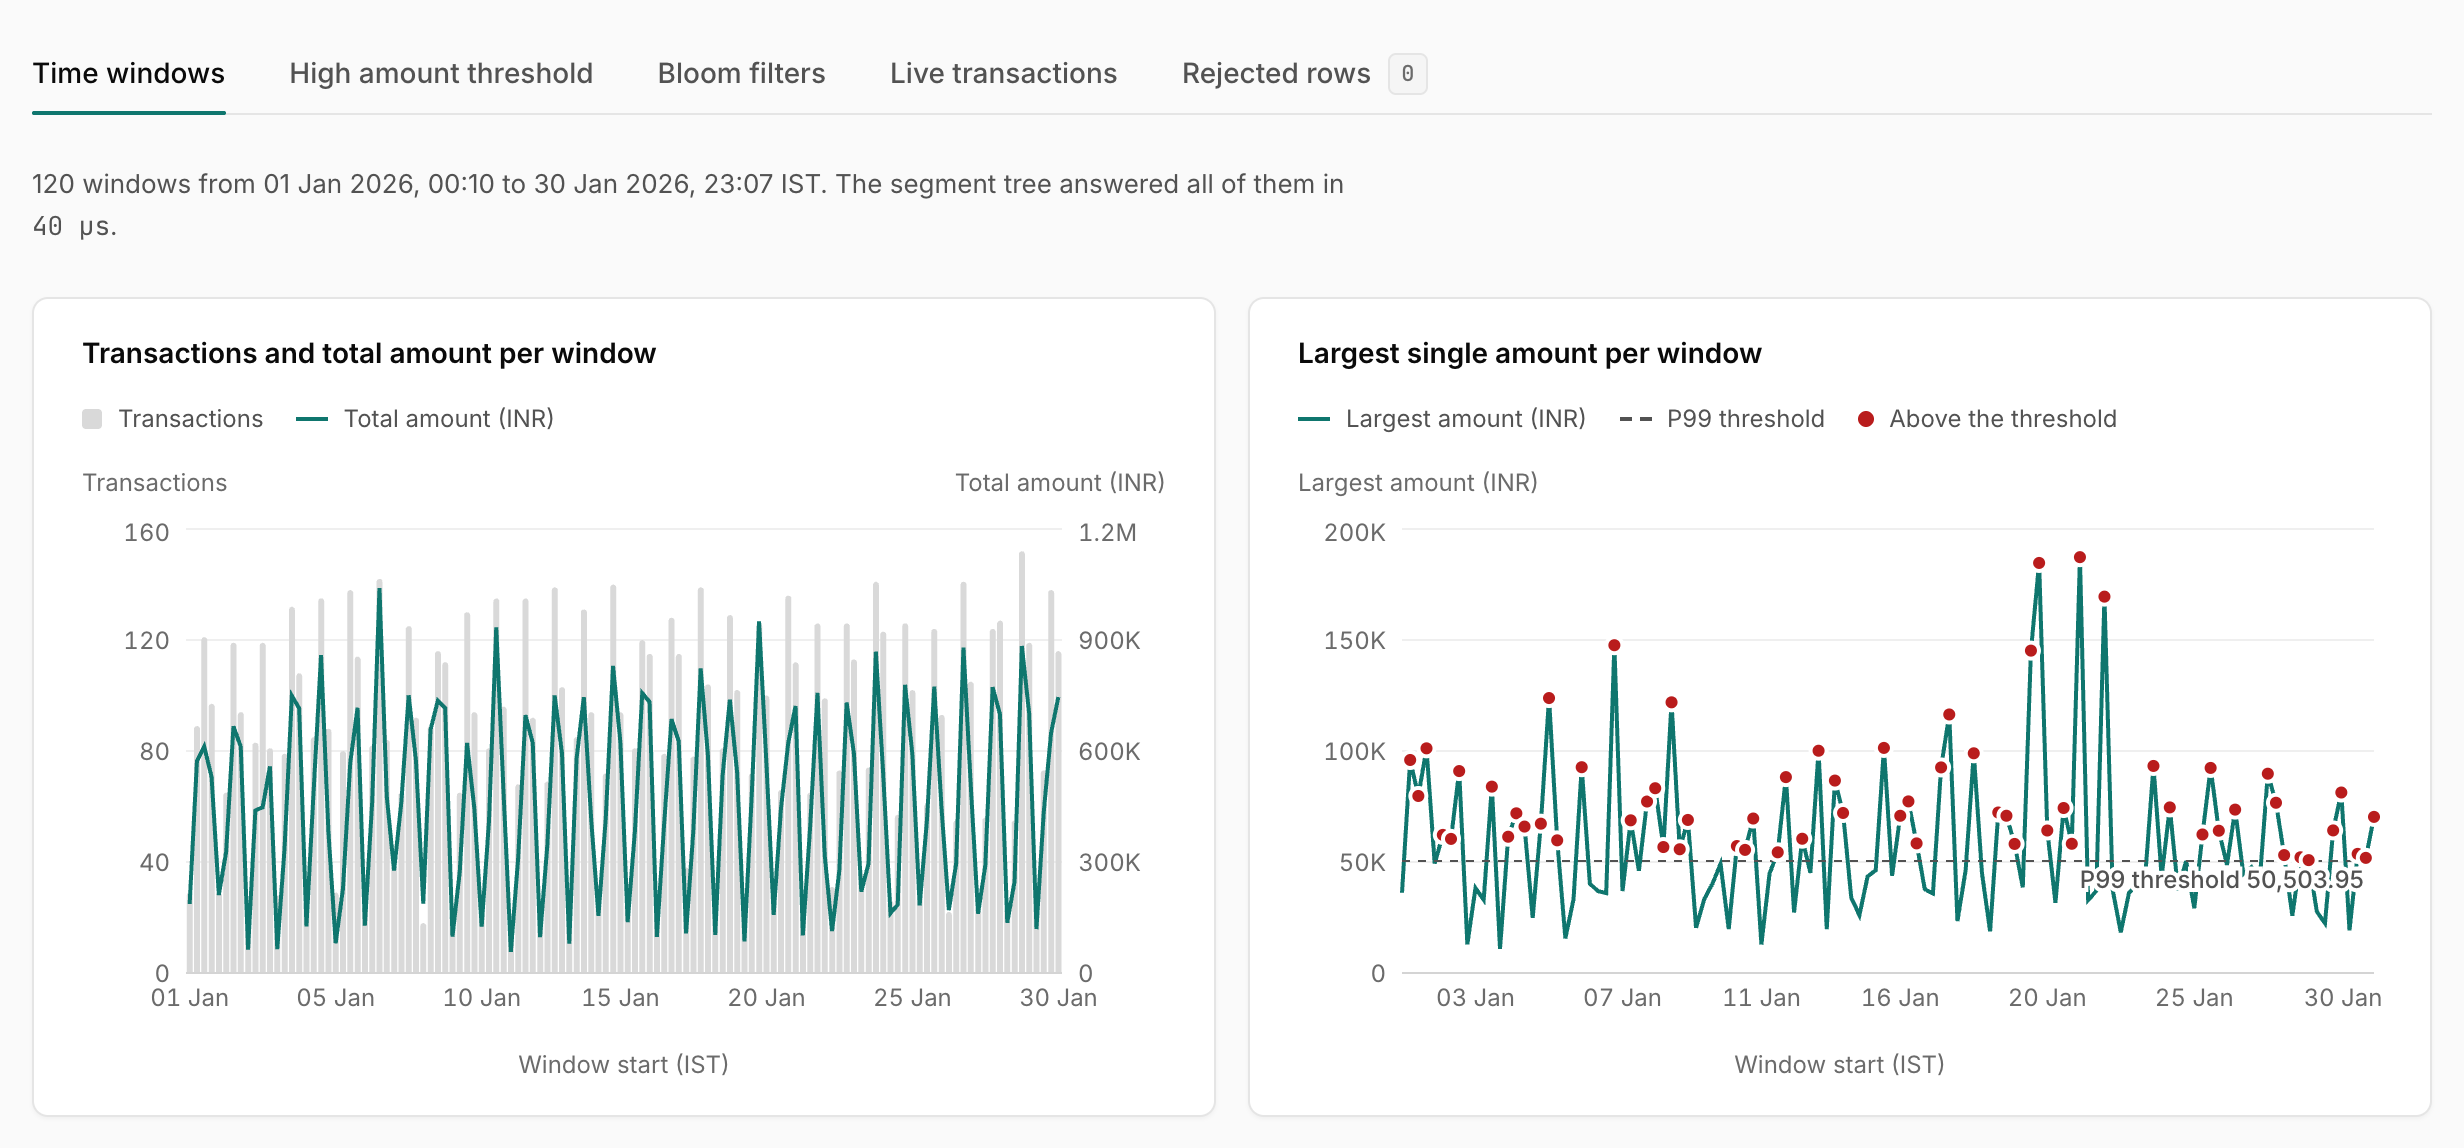 Time windows
High amount threshold
Bloom filters
Live transactions
Rejected rows 0
120 windows from 01 Jan 2026, 00:10 to 30 Jan 2026, 23:07 IST. The segment tree answered all of them in
40 µs.
Transactions and total amount per window
Transactions
Total amount (INR)
Transactions
Total amount (INR)
160
120
80
40
0
1.2M
900K
600K
300K
0
01 Jan
05 Jan
10 Jan
15 Jan
20 Jan
25 Jan
30 Jan
Window start (IST)
Largest single amount per window
Largest amount (INR)
P99 threshold
Above the threshold
Largest amount (INR)
200K
150K
100K
50K
0
P99 threshold 50,503.95
03 Jan
07 Jan
11 Jan
16 Jan
20 Jan
25 Jan
30 Jan
Window start (IST)